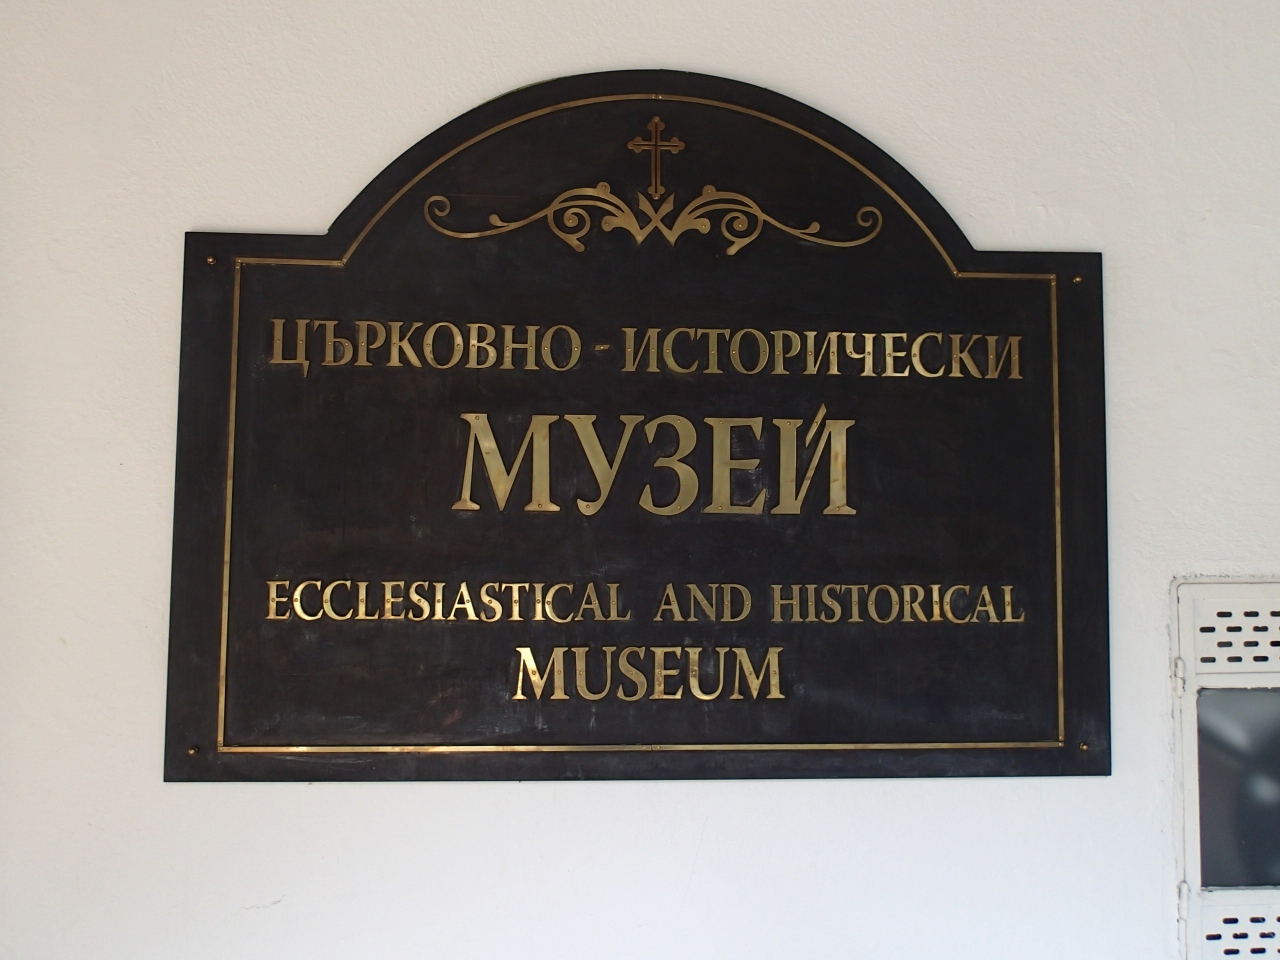 ЦЪРКОВНО - ИСТОРИЧЕСКИ
МУЗЕЙ
ECCLESIASTICAL AND HISTORICAL
MUSEUM